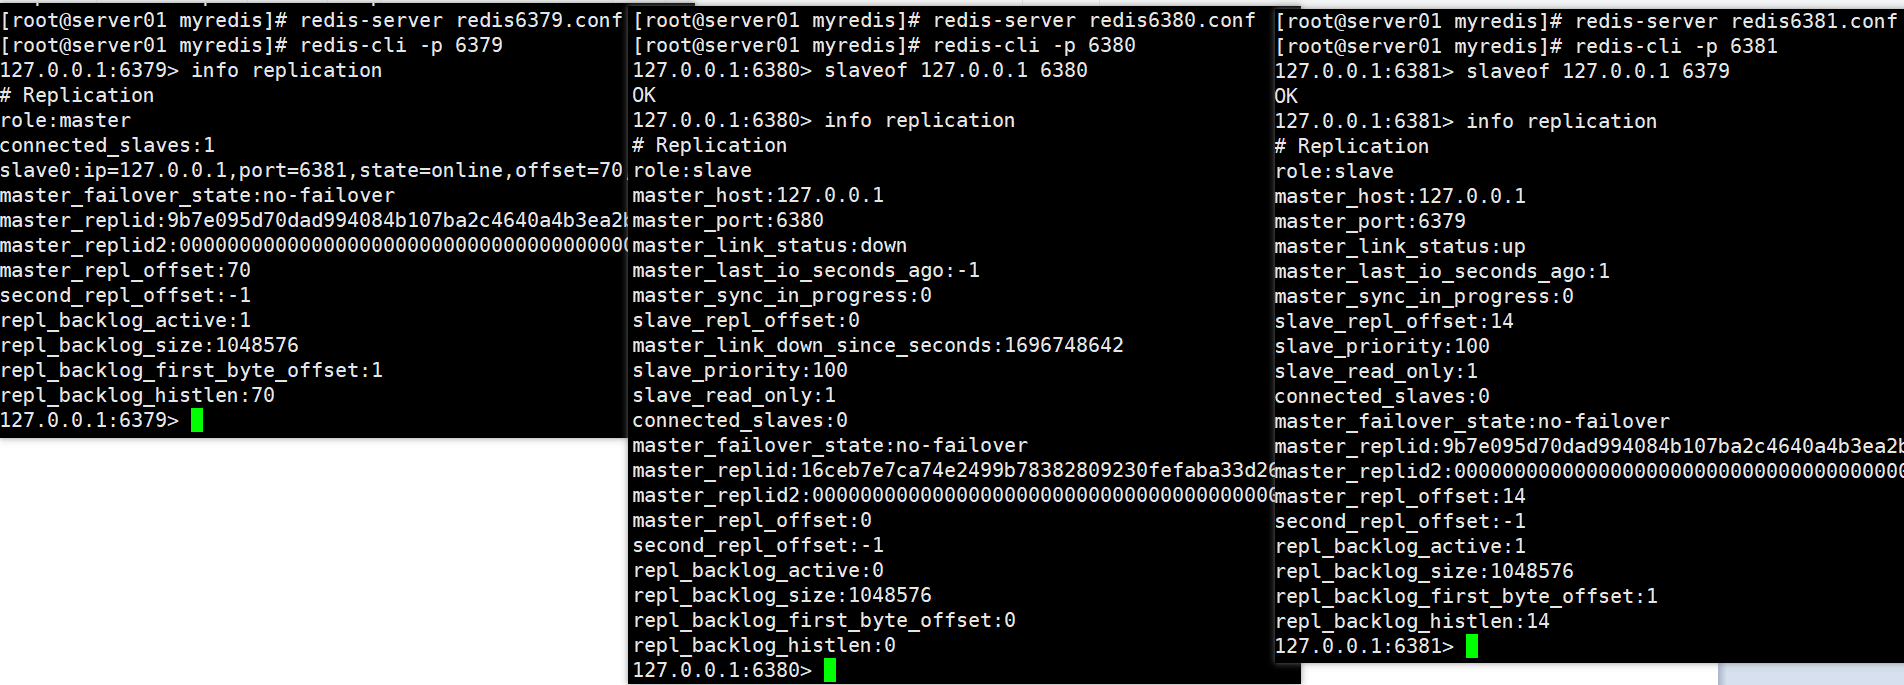 [root@server01 myredis]# redis-server redis6379.conf
[root@server01 myredis]# redis-cli -p 6379
127.0.0.1:6379> info replication
# Replication
role:master
connected_slaves:1
slave0:ip=127.0.0.1,port=6381,state=online,offset=70
master_failover_state:no-failover
master_replid:9b7e095d70dad994084b107ba2c4640a4b3ea2b
master_replid2:00000000000000000000000000000000000000
master_repl_offset:70
second_repl_offset:-1
repl_backlog_active:1
repl_backlog_size:1048576
repl_backlog_first_byte_offset:1
repl_backlog_histlen:70
127.0.0.1:6379>
[root@server01 myredis]# redis-server redis6380.conf
[root@server01 myredis]# redis-cli -p 6380
127.0.0.1:6380> slaveof 127.0.0.1 6380
OK
127.0.0.1:6380> info replication
# Replication
role:slave
master_host:127.0.0.1
master_port:6380
master_link_status:down
master_last_io_seconds_ago:-1
master_sync_in_progress:0
slave_repl_offset:0
master_link_down_since_seconds:1696748642
slave_priority:100
slave_read_only:1
connected_slaves:0
master_failover_state:no-failover
master_replid:16ceb7e7ca74e2499b78382809230fefaba33d26
master_replid2:000000000000000000000000000000000000000
master_repl_offset:0
second_repl_offset:-1
repl_backlog_active:0
repl_backlog_size:1048576
repl_backlog_first_byte_offset:0
repl_backlog_histlen:0
127.0.0.1:6380>
[root@server01 myredis]# redis-server redis6381.conf
[root@server01 myredis]# redis-cli -p 6381
127.0.0.1:6381> slaveof 127.0.0.1 6379
OK
127.0.0.1:6381> info replication
# Replication
role:slave
master_host:127.0.0.1
master_port:6379
master_link_status:up
master_last_io_seconds_ago:1
master_sync_in_progress:0
slave_repl_offset:14
slave_priority:100
slave_read_only:1
connected_slaves:0
master_failover_state:no-failover
master_replid:9b7e095d70dad994084b107ba2c4640a4b3ea2b
master_replid2:00000000000000000000000000000000000000
master_repl_offset:14
second_repl_offset:-1
repl_backlog_active:1
repl_backlog_size:1048576
repl_backlog_first_byte_offset:1
repl_backlog_histlen:14
127.0.0.1:6381>